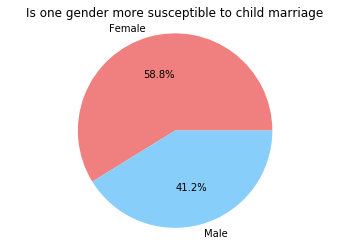 Is one gender more susceptible to child marriage
Female
58.8%
41.2%
Male